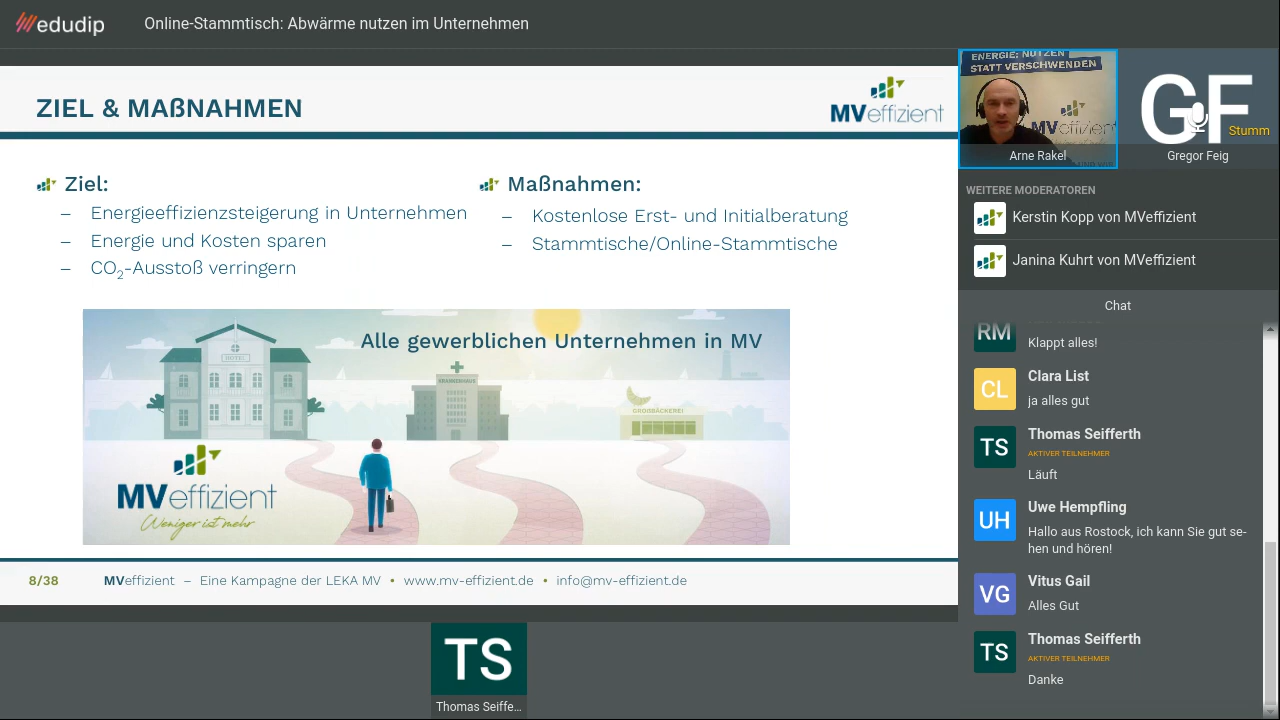 edudip
Online-Stammtisch: Abwärme nutzen im Unternehmen
ZIEL & MAßNAHMEN
MVeffizient
Ziel:
– Energieeffizienzsteigerung in Unternehmen
– Energie und Kosten sparen
– CO2-Ausstoß verringern
Maßnahmen:
– Kostenlose Erst- und Initialberatung
– Stammtische/Online-Stammtische
Alle gewerblichen Unternehmen in MV
HOTEL
KRANKENHAUS
GROßBÄCKEREI
MVeffizient
Weniger ist mehr
8/38
MVeffizient – Eine Kampagne der LEKA MV • www.mv-effizient.de • info@mv-effizient.de
TS
Thomas Seiffe...
ENERGIE: NUTZEN
STATT VERSCHWENDEN
MVeffizient
Arne Rakel
GF
Stumm
Gregor Feig
WEITERE MODERATOREN
Kerstin Kopp von MVeffizient
Janina Kuhrt von MVeffizient
Chat
RM
Klappt alles!
CL
Clara List
ja alles gut
TS
Thomas Seifferth
AKTIVER TEILNEHMER
Läuft
UH
Uwe Hempfling
Hallo aus Rostock, ich kann Sie gut se-
hen und hören!
VG
Vitus Gail
Alles Gut
TS
Thomas Seifferth
AKTIVER TEILNEHMER
Danke